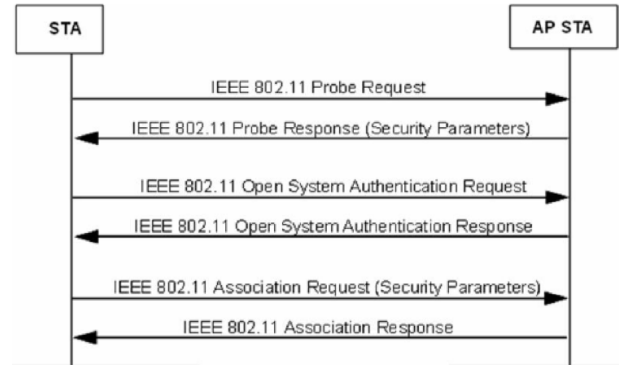 STA
AP STA
IEEE 802.11 Probe Request
IEEE 802.11 Probe Response (Security Parameters)
IEEE 802.11 Open System Authentication Request
IEEE 802.11 Open System Authentication Response
IEEE 802.11 Association Request (Security Parameters)
IEEE 802.11 Association Response